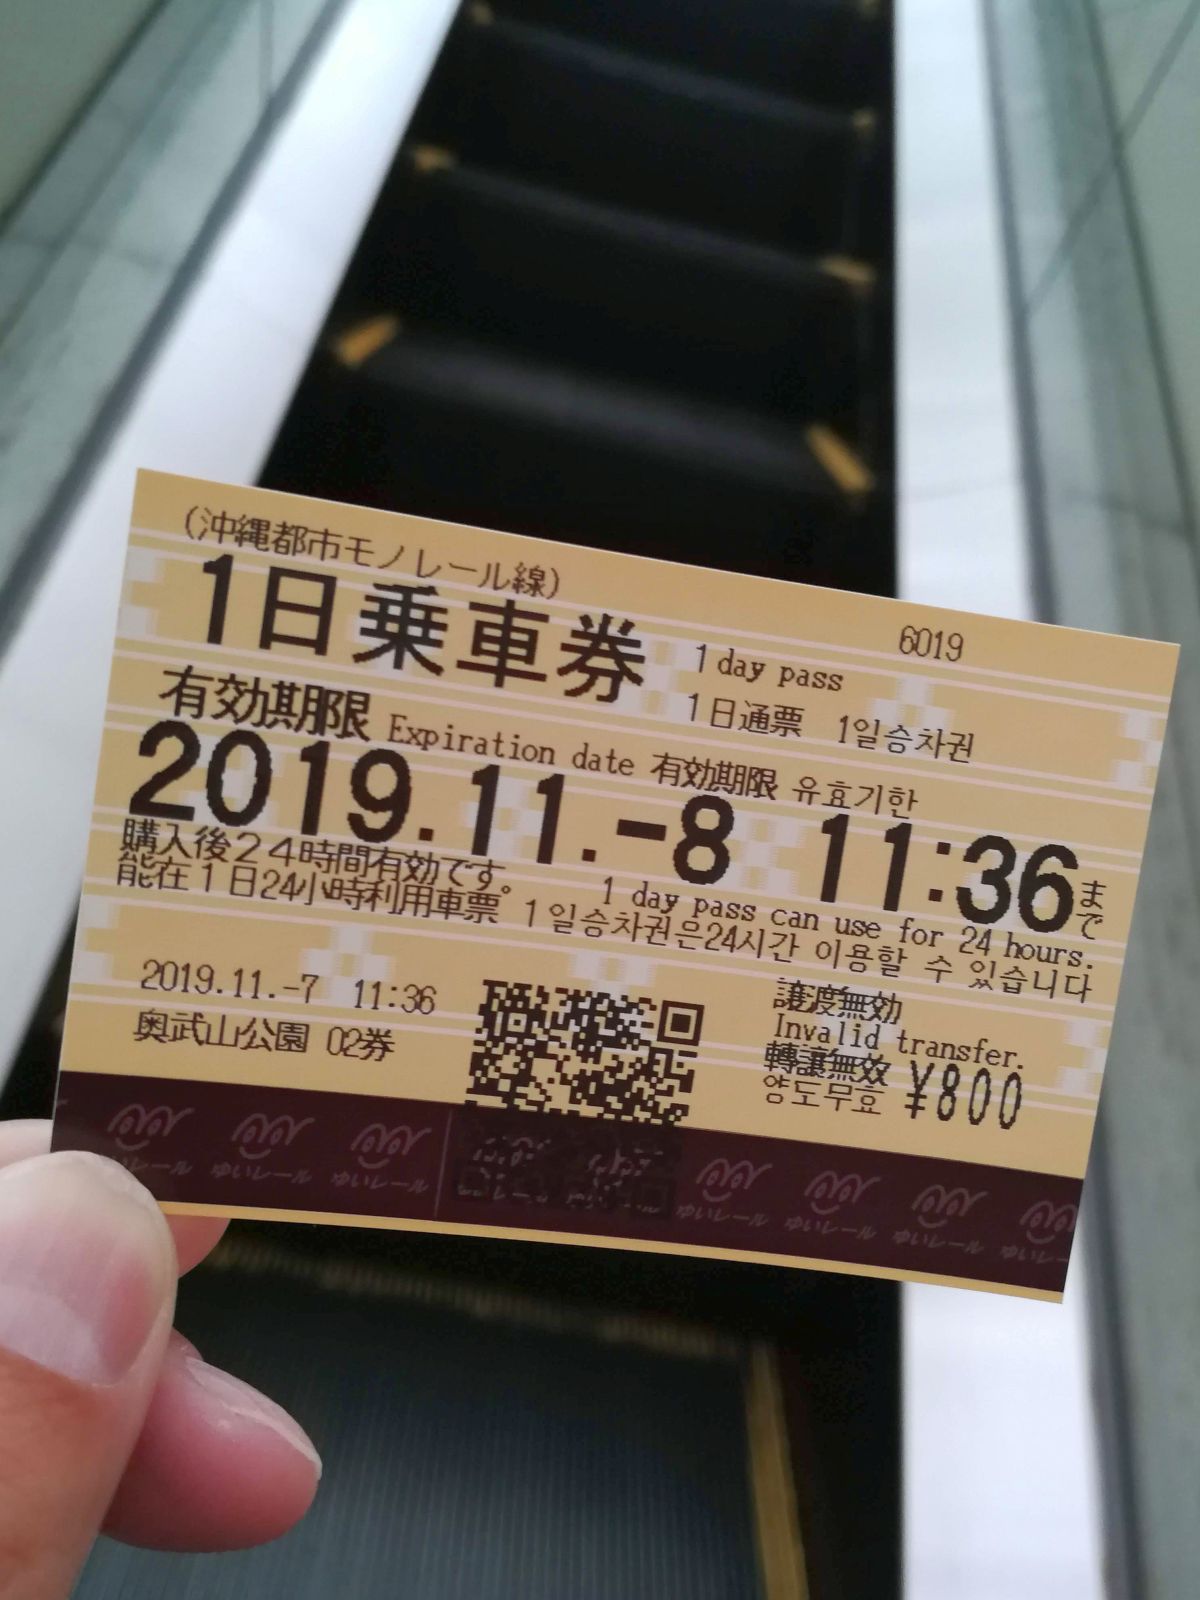 (沖縄都市モノレール線)
6019
1日乗車券 1 day pass
1日通票 1일승차권
有効期限 Expiration date 有効期限 유효기한
2019.11.-8 11:36まで
購入後24時間有効です。 1 day pass can use for 24 hours.
能在1日24小時利用車票 1일승차권은24시간 이용할 수 있습니다
2019.11.-7 11:36
奥武山公園 02券
譲渡無効
Invalid transfer.
轉讓無效
양도무효 ¥800
ゆいレール ゆいレール ゆいレール ゆいレール ゆいレール ゆいレール ゆいレール